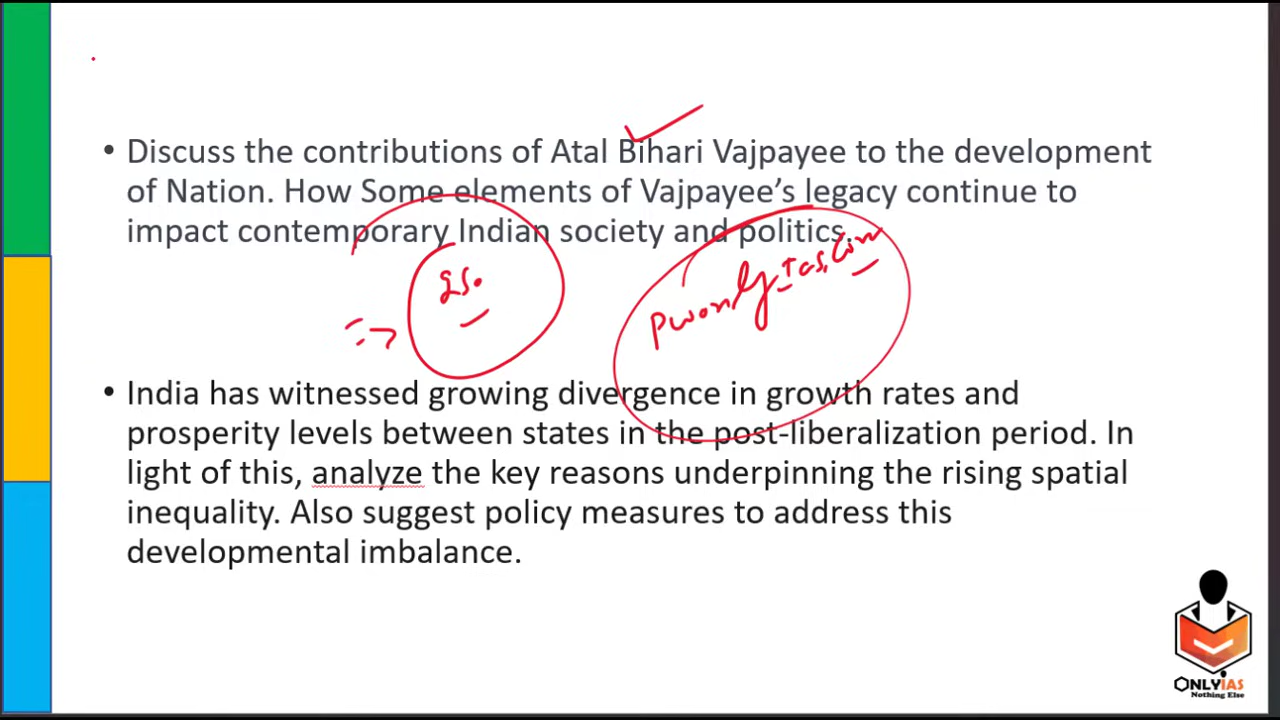 • Discuss the contributions of Atal Bihari Vajpayee to the development
of Nation. How Some elements of Vajpayee's legacy continue to
impact contemporary Indian society and politics.
pwonlyias.com
• India has witnessed growing divergence in growth rates and
prosperity levels between states in the post-liberalization period. In
light of this, analyze the key reasons underpinning the rising spatial
inequality. Also suggest policy measures to address this
developmental imbalance.
ONLYIAS
Nothing Else